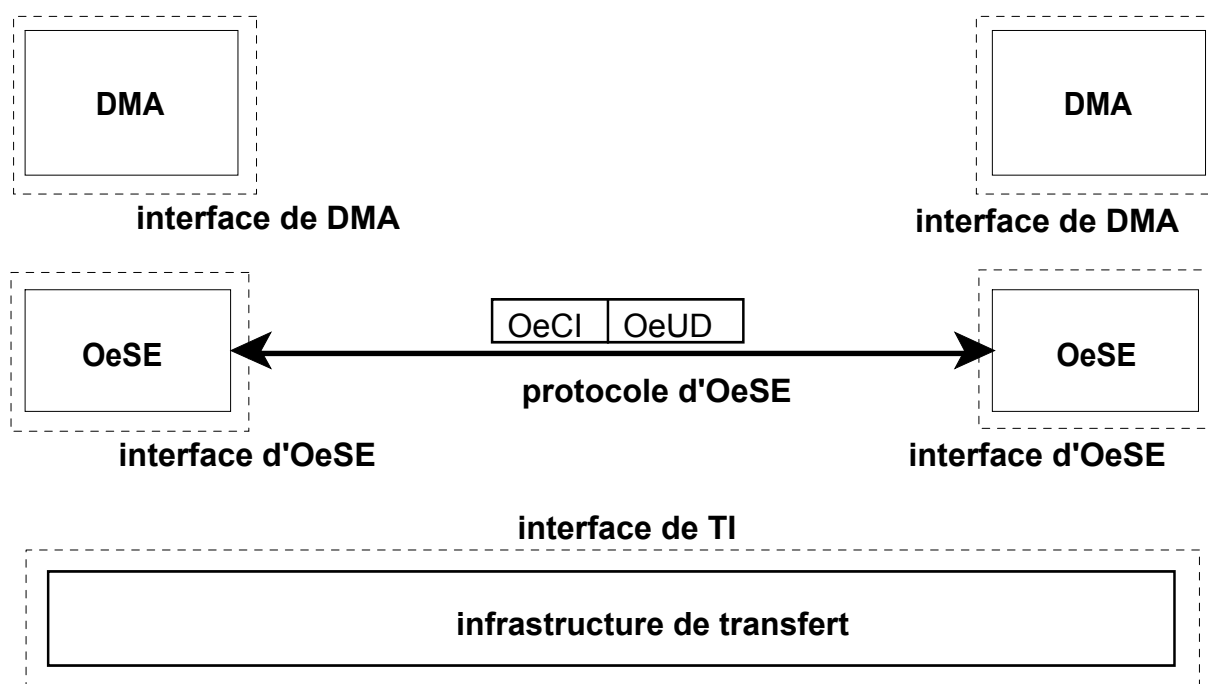 DMA
DMA
interface de DMA
interface de DMA
OeCI OeUD
OeSE
OeSE
protocole d'OeSE
interface d'OeSE
interface d'OeSE
interface de TI
infrastructure de transfert